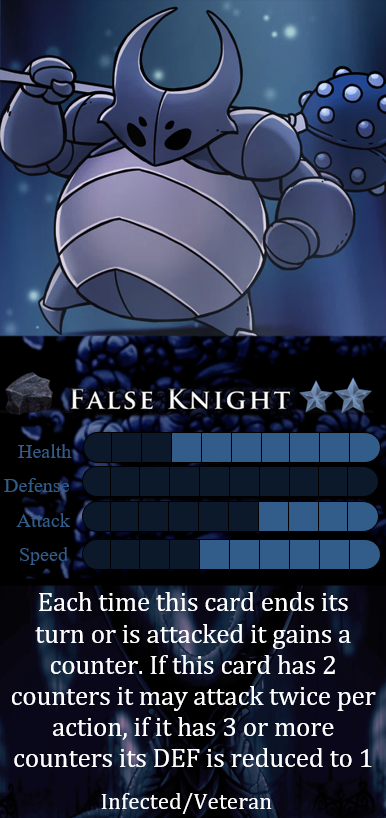 False Knight
Health
Defense
Attack
Speed
Each time this card ends its
turn or is attacked it gains a
counter. If this card has 2
counters it may attack twice per
action, if it has 3 or more
counters its DEF is reduced to 1
Infected/Veteran